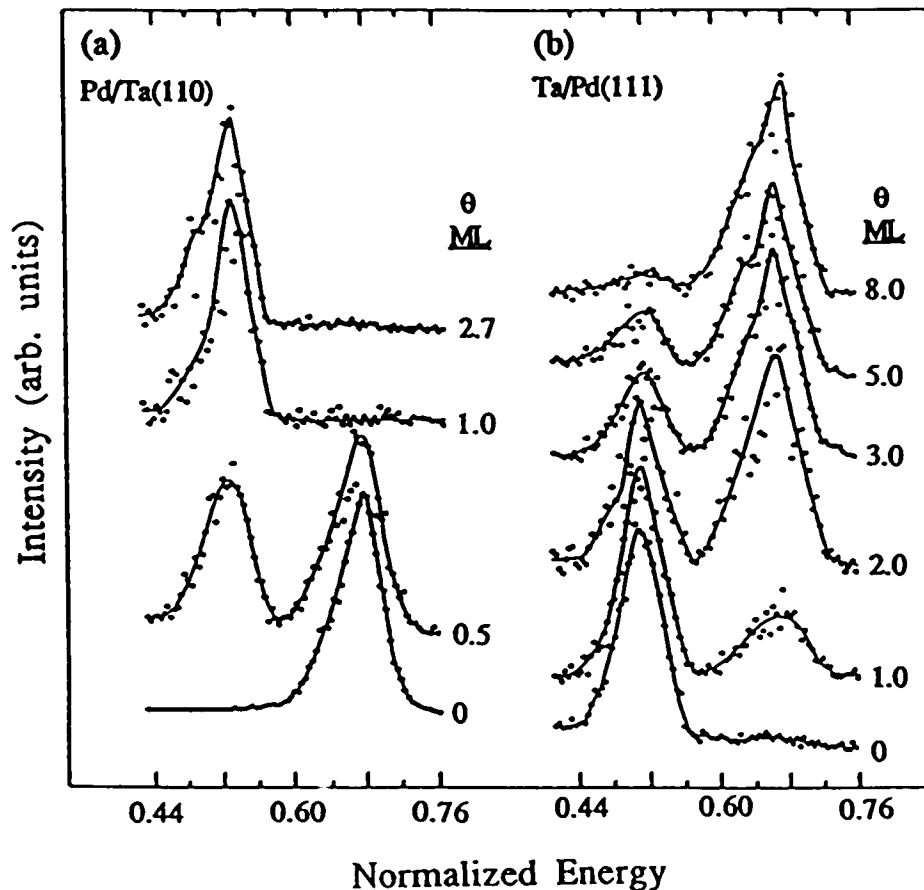 (a)
Pd/Ta(110)
θ
ML
2.7
1.0
0.5
0
(b)
Ta/Pd(111)
θ
ML
8.0
5.0
3.0
2.0
1.0
0
Intensity (arb. units)
0.44 0.60 0.76 0.44 0.60 0.76
Normalized Energy